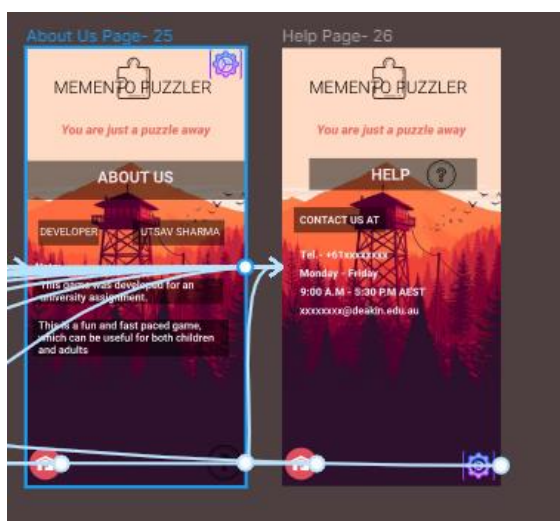 About Us Page- 25
MEMENTO PUZZLER
You are just a puzzle away
ABOUT US
DEVELOPER
UTSAV SHARMA
This game was developed for an
university assignment.
This is a fun and fast paced game,
which can be useful for both children
and adults
Help Page- 26
MEMENTO PUZZLER
You are just a puzzle away
HELP ?
CONTACT US AT
Tel.- +61xxxxxxxx
Monday - Friday
9:00 A.M - 5:30 P.M AEST
xxxxxxxx@deakin.edu.au